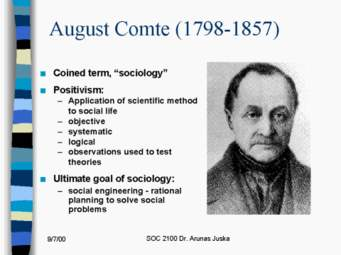 August Comte (1798-1857)
Coined term, “sociology”
Positivism:
– Application of scientific method
to social life
– objective
– systematic
– logical
– observations used to test
theories
Ultimate goal of sociology:
– social engineering - rational
planning to solve social
problems
9/7/00
SOC 2100 Dr. Arunas Juska